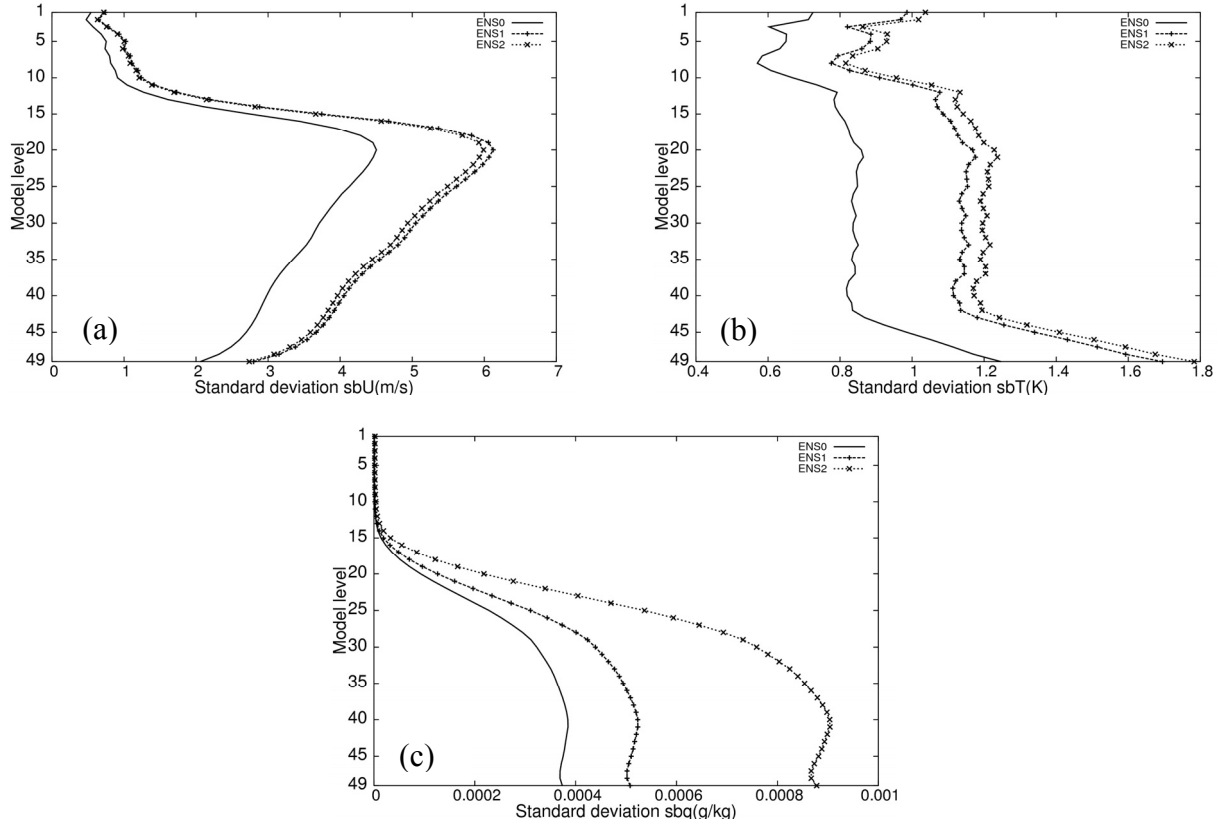 ENS0
ENS1
ENS2
1
5
10
15
20
25
30
35
40
45
49
Model level
(a)
0 1 2 3 4 5 6 7
Standard deviation sbU(m/s)
ENS0
ENS1
ENS2
1
5
10
15
20
25
30
35
40
45
49
Model level
(b)
0.4 0.6 0.8 1 1.2 1.4 1.6 1.8
Standard deviation sbT(K)
ENS0
ENS1
ENS2
1
5
10
15
20
25
30
35
40
45
49
Model level
(c)
0 0.0002 0.0004 0.0006 0.0008 0.001
Standard deviation sbq(g/kg)